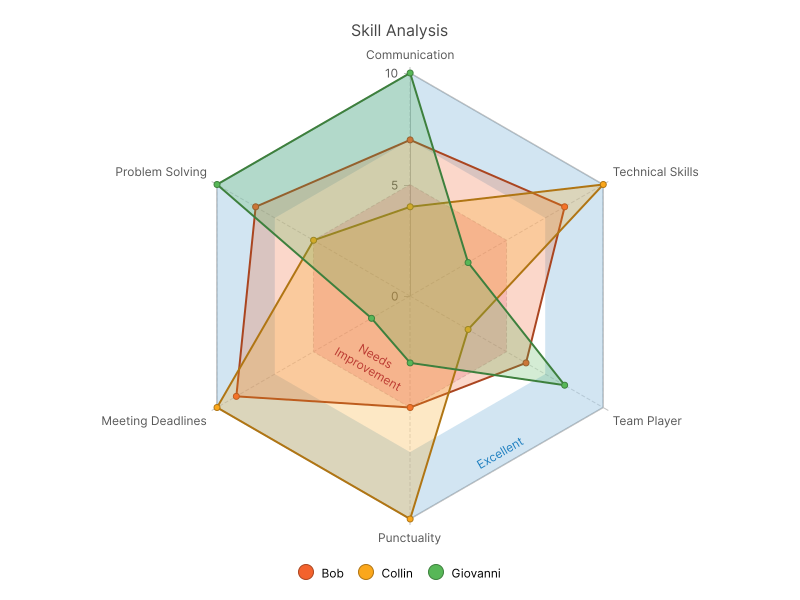 Skill Analysis
Communication
10
Problem Solving
Technical Skills
5
0
Needs
Improvement
Meeting Deadlines
Team Player
Excellent
Punctuality
Bob
Collin
Giovanni